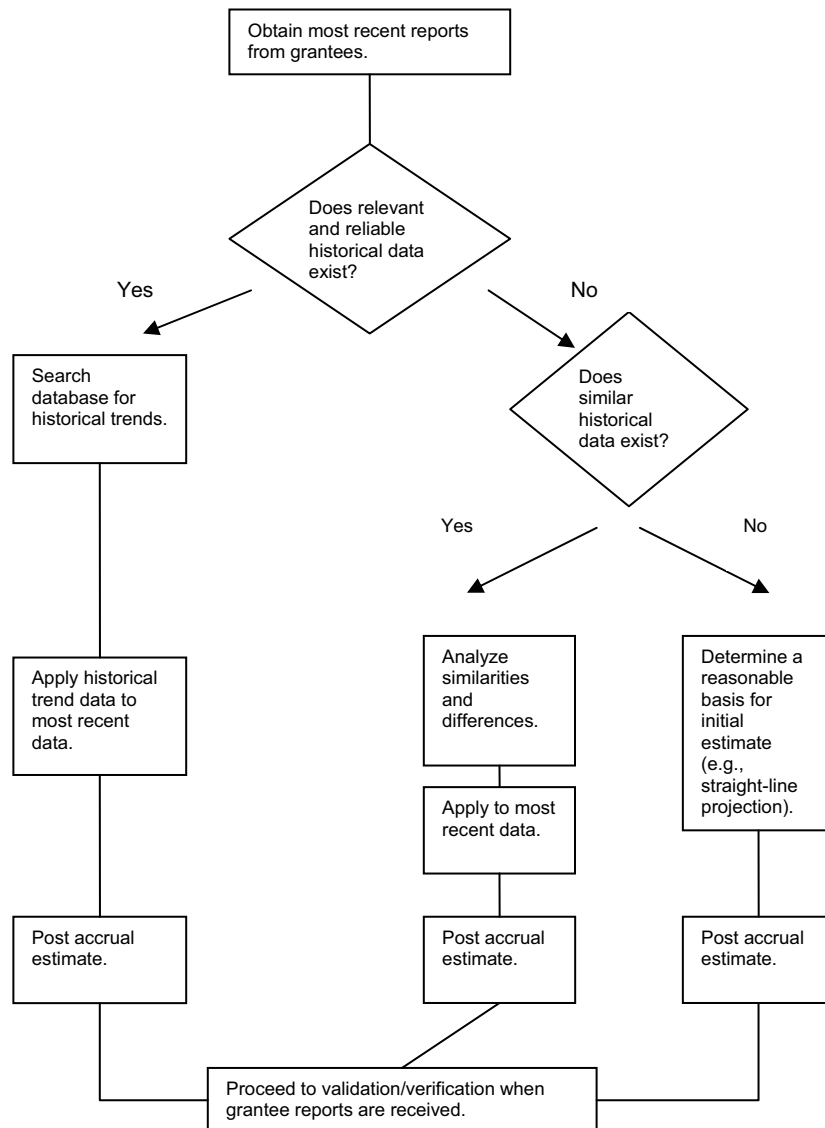 Obtain most recent reports
from grantees.
Does relevant
and reliable
historical data
exist?
Yes
No
Search
database for
historical trends.
Does
similar
historical
data exist?
Yes
No
Apply historical
trend data to
most recent
data.
Analyze
similarities
and
differences.
Determine a
reasonable
basis for
initial
estimate
(e.g.,
straight-line
projection).
Apply to most
recent data.
Post accrual
estimate.
Post accrual
estimate.
Post accrual
estimate.
Proceed to validation/verification when
grantee reports are received.